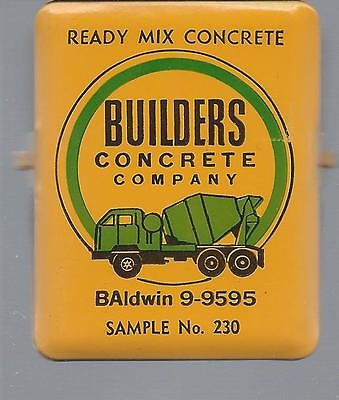 READY MIX CONCRETE
BUILDERS
CONCRETE
COMPANY
BAldwin 9-9595
SAMPLE No. 230